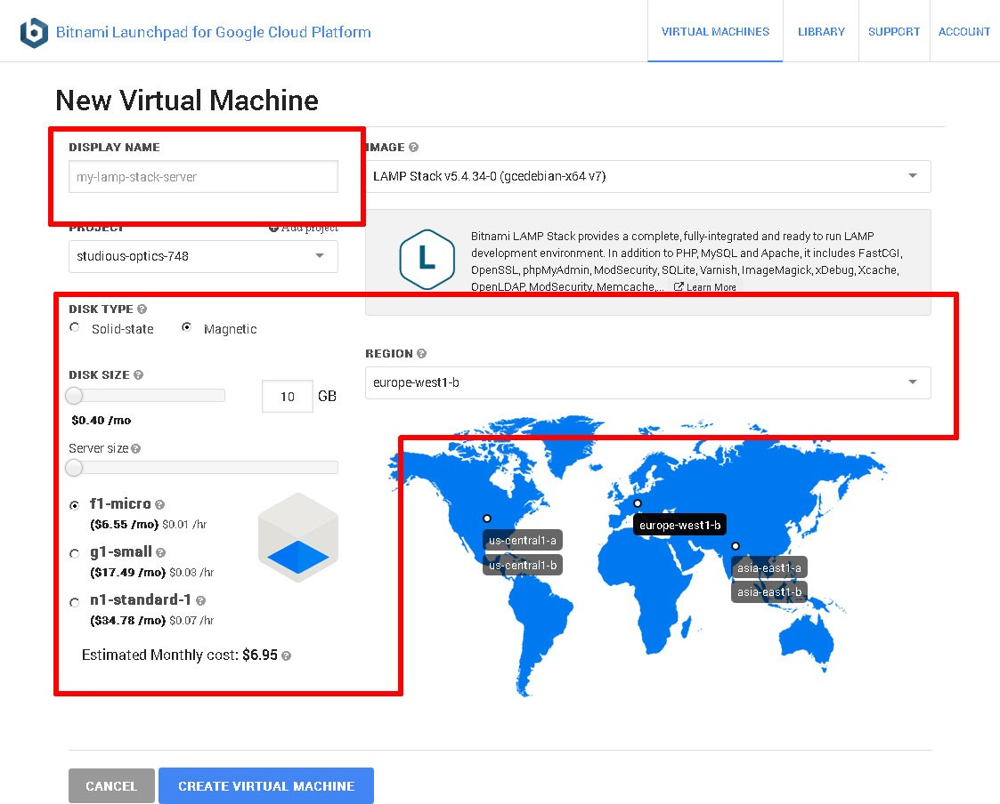 Bitnami Launchpad for Google Cloud Platform
VIRTUAL MACHINES
LIBRARY
SUPPORT
ACCOUNT
New Virtual Machine
DISPLAY NAME
my-lamp-stack-server
PROJECT
Add project
studious-optics-748
IMAGE
LAMP Stack v5.4.34-0 (gcedebian-x64 v7)
L
Bitnami LAMP Stack provides a complete, fully-integrated and ready to run LAMP
development environment. In addition to PHP, MySQL and Apache, it includes FastCGI,
OpenSSL, phpMyAdmin, ModSecurity, SQLite, Varnish, ImageMagick, xDebug, Xcache,
OpenLDAP, ModSecurity, Memcache,... Learn More
DISK TYPE ?
Solid-state Magnetic
DISK SIZE ?
10 GB
$0.40 /mo
Server size ?
f1-micro ?
($6.55 /mo) $0.01 /hr
g1-small ?
($17.49 /mo) $0.03 /hr
n1-standard-1 ?
($34.78 /mo) $0.07 /hr
Estimated Monthly cost: $6.95 ?
REGION ?
europe-west1-b
us-central1-a
us-central1-b
europe-west1-b
asia-east1-a
asia-east1-b
CANCEL
CREATE VIRTUAL MACHINE